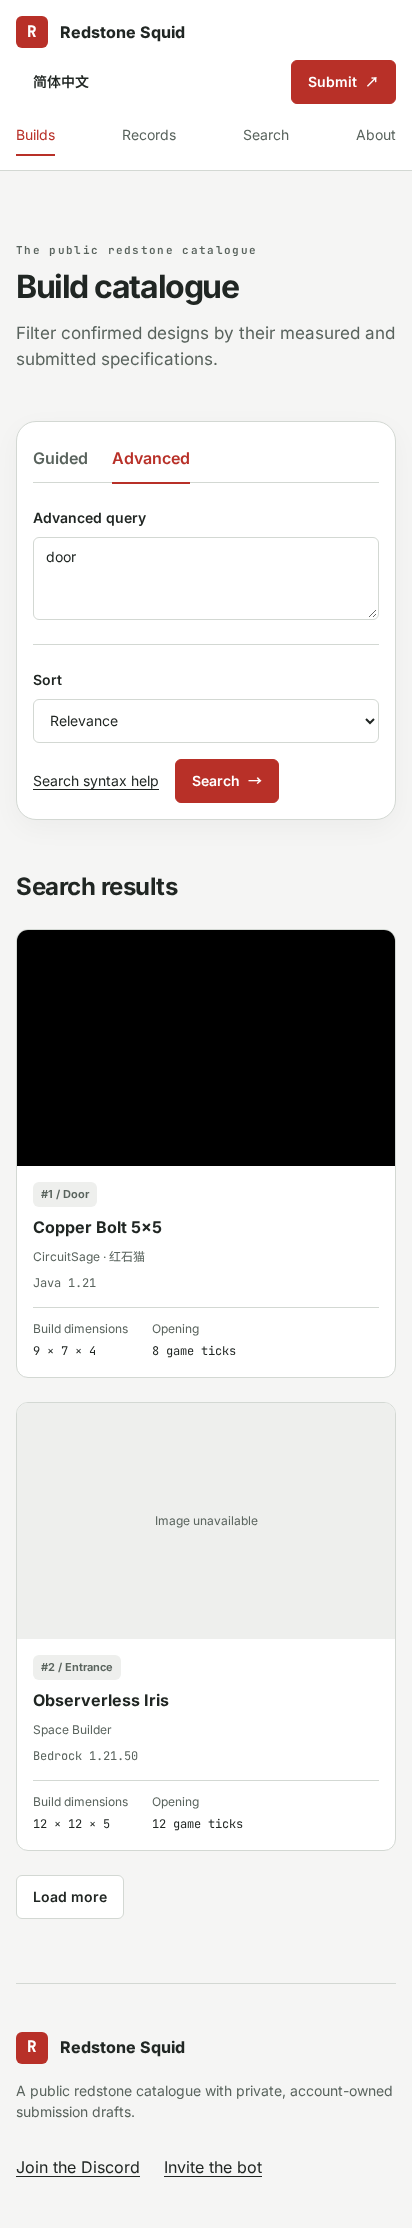 R Redstone Squid
简体中文
Submit ↗
Builds Records Search About
The public redstone catalogue
Build catalogue
Filter confirmed designs by their measured and
submitted specifications.
Guided Advanced
Advanced query
door
Sort
Relevance
Search syntax help
Search →
Search results
#1 / Door
Copper Bolt 5×5
CircuitSage · 红石猫
Java 1.21
Build dimensions Opening
9 × 7 × 4 8 game ticks
Image unavailable
#2 / Entrance
Observerless Iris
Space Builder
Bedrock 1.21.50
Build dimensions Opening
12 × 12 × 5 12 game ticks
Load more
R Redstone Squid
A public redstone catalogue with private, account-owned
submission drafts.
Join the Discord Invite the bot